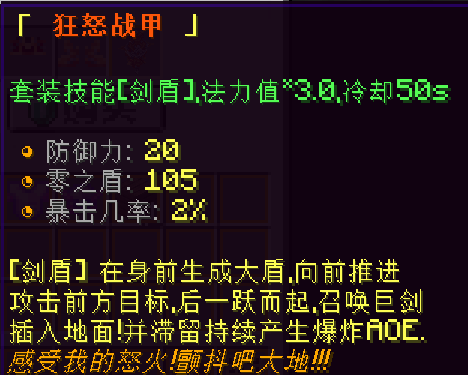 「 狂怒战甲 」
套装技能[剑盾],法力值*3.0,冷却50s
防御力: 20
零之盾: 105
暴击几率: 2%
[剑盾] 在身前生成大盾,向前推进
攻击前方目标,后一跃而起,召唤巨剑
插入地面!并滞留持续产生爆炸AOE.
感受我的怒火!颤抖吧大地!!!